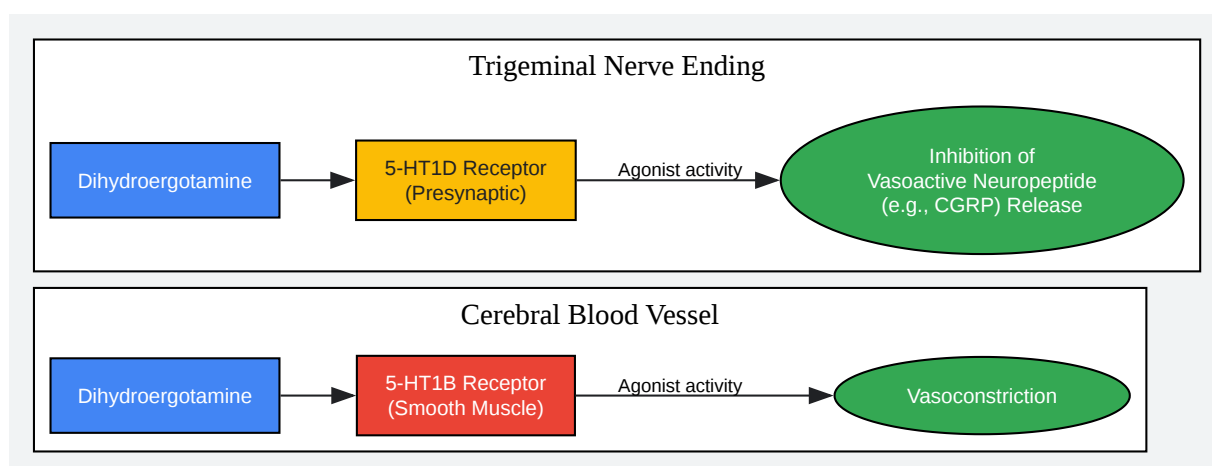 Trigeminal Nerve Ending
Dihydroergotamine
5-HT1D Receptor
(Presynaptic)
Agonist activity
Inhibition of
Vasoactive Neuropeptide
(e.g., CGRP) Release
Cerebral Blood Vessel
Dihydroergotamine
5-HT1B Receptor
(Smooth Muscle)
Agonist activity
Vasoconstriction